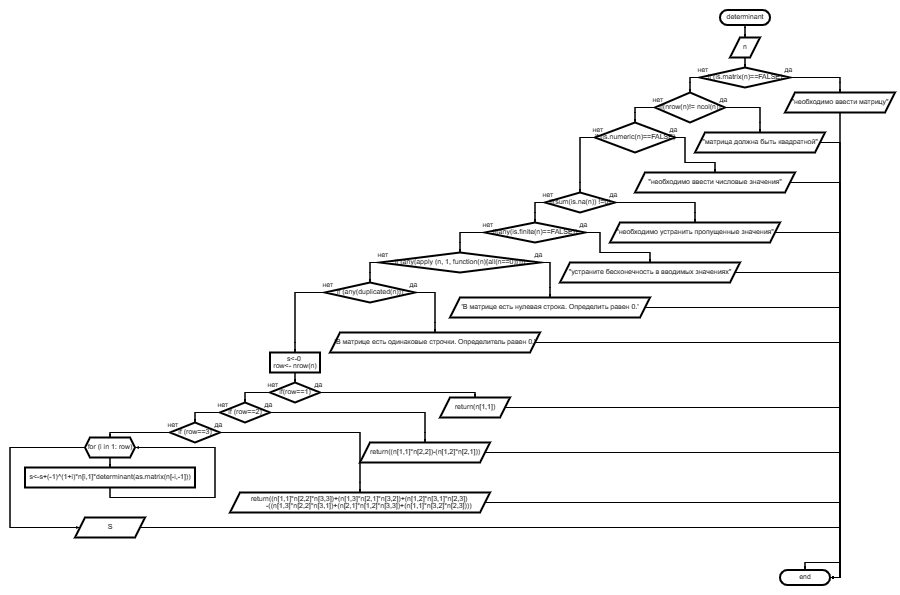 determinant
n
нет
да
if (is.matrix(n)==FALSE)
"необходимо ввести матрицу"
нет
да
if(nrow(n)!= ncol(n))
"матрица должна быть квадратной"
нет
да
if(is.numeric(n)==FALSE)
"необходимо ввести числовые значения"
нет
да
if(sum(is.na(n)) !=0)
"необходимо устранить пропущенные значения"
нет
да
if(any(is.finite(n)==FALSE))
"устраните бесконечность в вводимых значениях"
нет
да
if (any(apply (n, 1, function(n){all(n==0)})))
'В матрице есть нулевая строка. Определить равен 0.'
нет
да
if (any(duplicated(n)))
'В матрице есть одинаковые строчки. Определитель равен 0.'
s<-0
row<- nrow(n)
нет
да
if(row==1)
return(n[1,1])
нет
да
if (row==2)
return((n[1,1]*n[2,2])-(n[1,2]*n[2,1]))
нет
да
if (row==3)
return((n[1,1]*n[2,2]*n[3,3])+(n[1,3]*n[2,1]*n[3,2])+(n[1,2]*n[3,1]*n[2,3])
-((n[1,3]*n[2,2]*n[3,1])+(n[2,1]*n[1,2]*n[3,3])+(n[1,1]*n[3,2]*n[2,3])))
for (i in 1: row)
s<-s+(-1)^(1+i)*n[i,1]*determinant(as.matrix(n[-i,-1]))
S
end